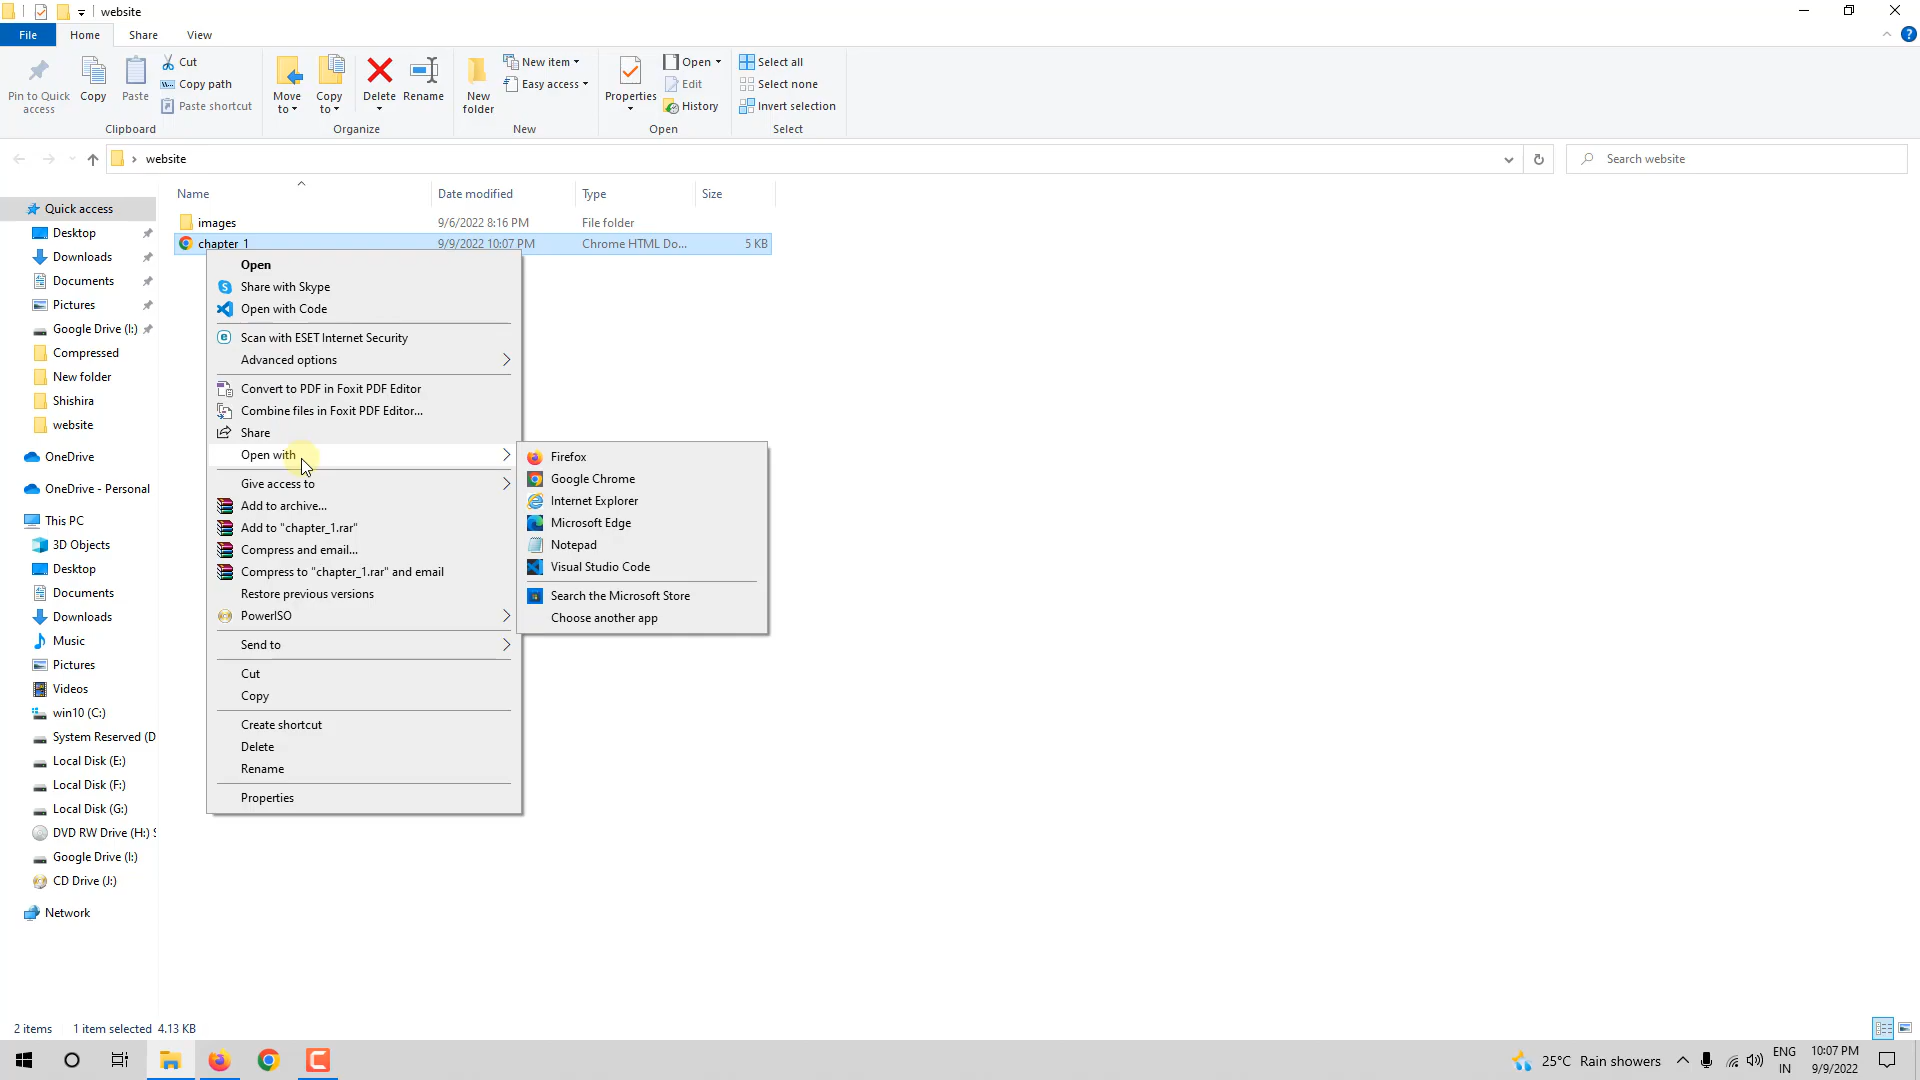 website
File
Home
Share
View
Pin to Quick access
Copy
Paste
Cut
Copy path
Paste shortcut
Clipboard
Move to
Copy to
Delete
Rename
Organize
New folder
New item
Easy access
New
Properties
Open
Edit
History
Open
Select all
Select none
Invert selection
Select
website
Search website
Name
Date modified
Type
Size
images
9/6/2022 8:16 PM
File folder
chapter_1
9/9/2022 10:07 PM
Chrome HTML Do...
5 KB
Quick access
Desktop
Downloads
Documents
Pictures
Google Drive (I:)
Compressed
New folder
Shishira
website
OneDrive
OneDrive - Personal
This PC
3D Objects
Desktop
Documents
Downloads
Music
Pictures
Videos
win10 (C:)
System Reserved (D
Local Disk (E:)
Local Disk (F:)
Local Disk (G:)
DVD RW Drive (H:) S
Google Drive (I:)
CD Drive (J:)
Network
Open
Share with Skype
Open with Code
Scan with ESET Internet Security
Advanced options
Convert to PDF in Foxit PDF Editor
Combine files in Foxit PDF Editor...
Share
Open with
Give access to
Add to archive...
Add to "chapter_1.rar"
Compress and email...
Compress to "chapter_1.rar" and email
Restore previous versions
PowerISO
Send to
Cut
Copy
Create shortcut
Delete
Rename
Properties
Firefox
Google Chrome
Internet Explorer
Microsoft Edge
Notepad
Visual Studio Code
Search the Microsoft Store
Choose another app
2 items
1 item selected 4.13 KB
25°C Rain showers
ENG
IN
10:07 PM
9/9/2022